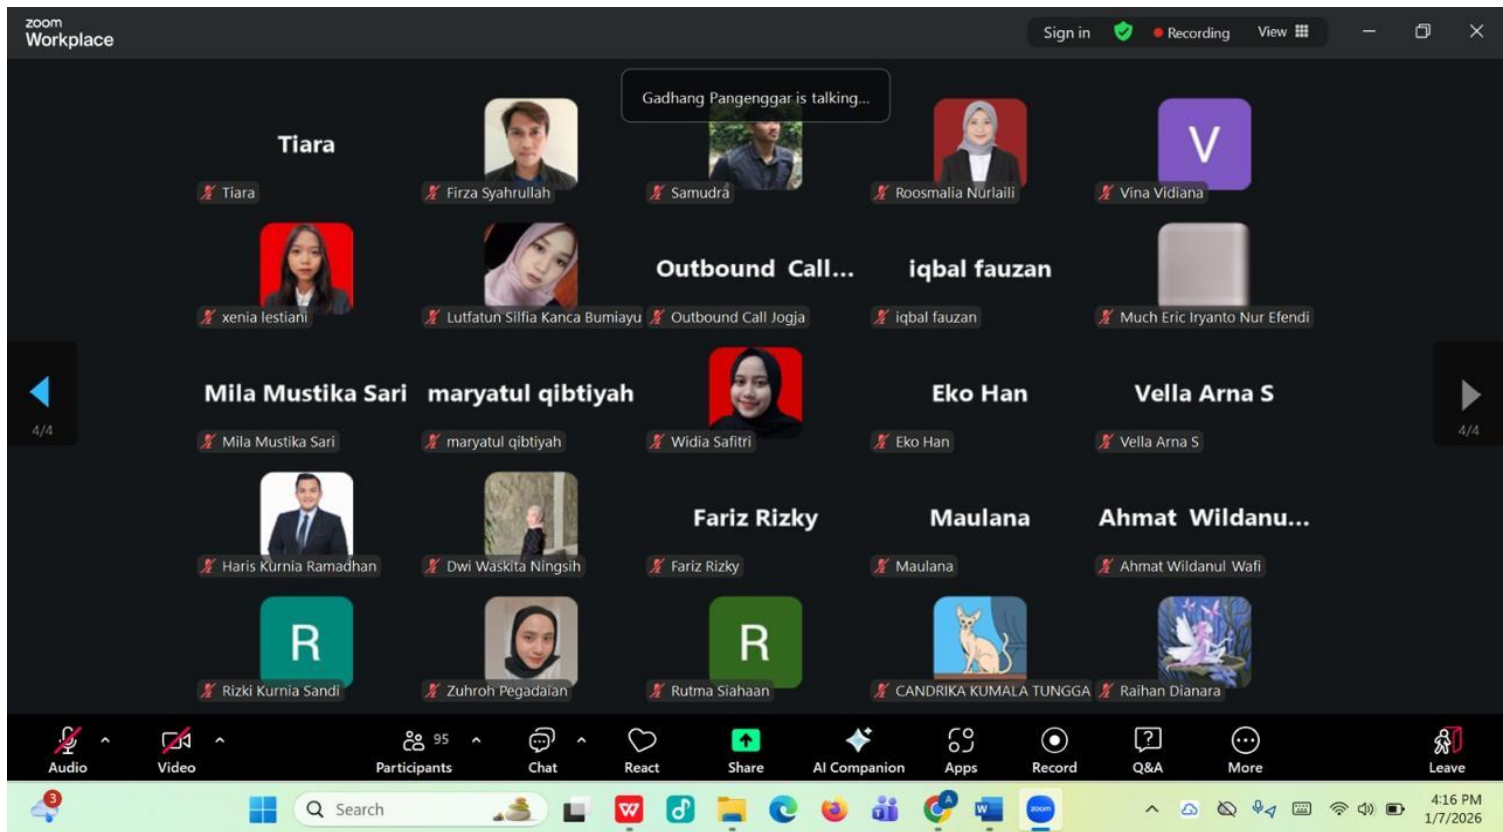 zoom
Workplace
Sign in
Recording
View
Gadhang Pangenggar is talking...
Tiara
V
Tiara
Firza Syahrullah
Samudra
Roosmalia Nurlaili
Vina Vidiana
Outbound Call...
iqbal fauzan
xenia lestiani
Lutfatun Silfia Kanca Bumiayu
Outbound Call Jogja
iqbal fauzan
Much Eric Iryanto Nur Efendi
Mila Mustika Sari
maryatul qibtiyah
Eko Han
Vella Arna S
4/4
4/4
Mila Mustika Sari
maryatul qibtiyah
Widia Safitri
Eko Han
Vella Arna S
Fariz Rizky
Maulana
Ahmat Wildanu...
Haris Kurnia Ramadhan
Dwi Waskita Ningsih
Fariz Rizky
Maulana
Ahmat Wildanul Wafi
R
R
Rizki Kurnia Sandi
Zuhroh Pegadaian
Rutma Siahaan
CANDRIKA KUMALA TUNGGA
Raihan Dianara
95
Audio
Video
Participants
Chat
React
Share
AI Companion
Apps
Record
Q&A
More
Leave
3
Search
A
W
zoom
4:16 PM
1/7/2026